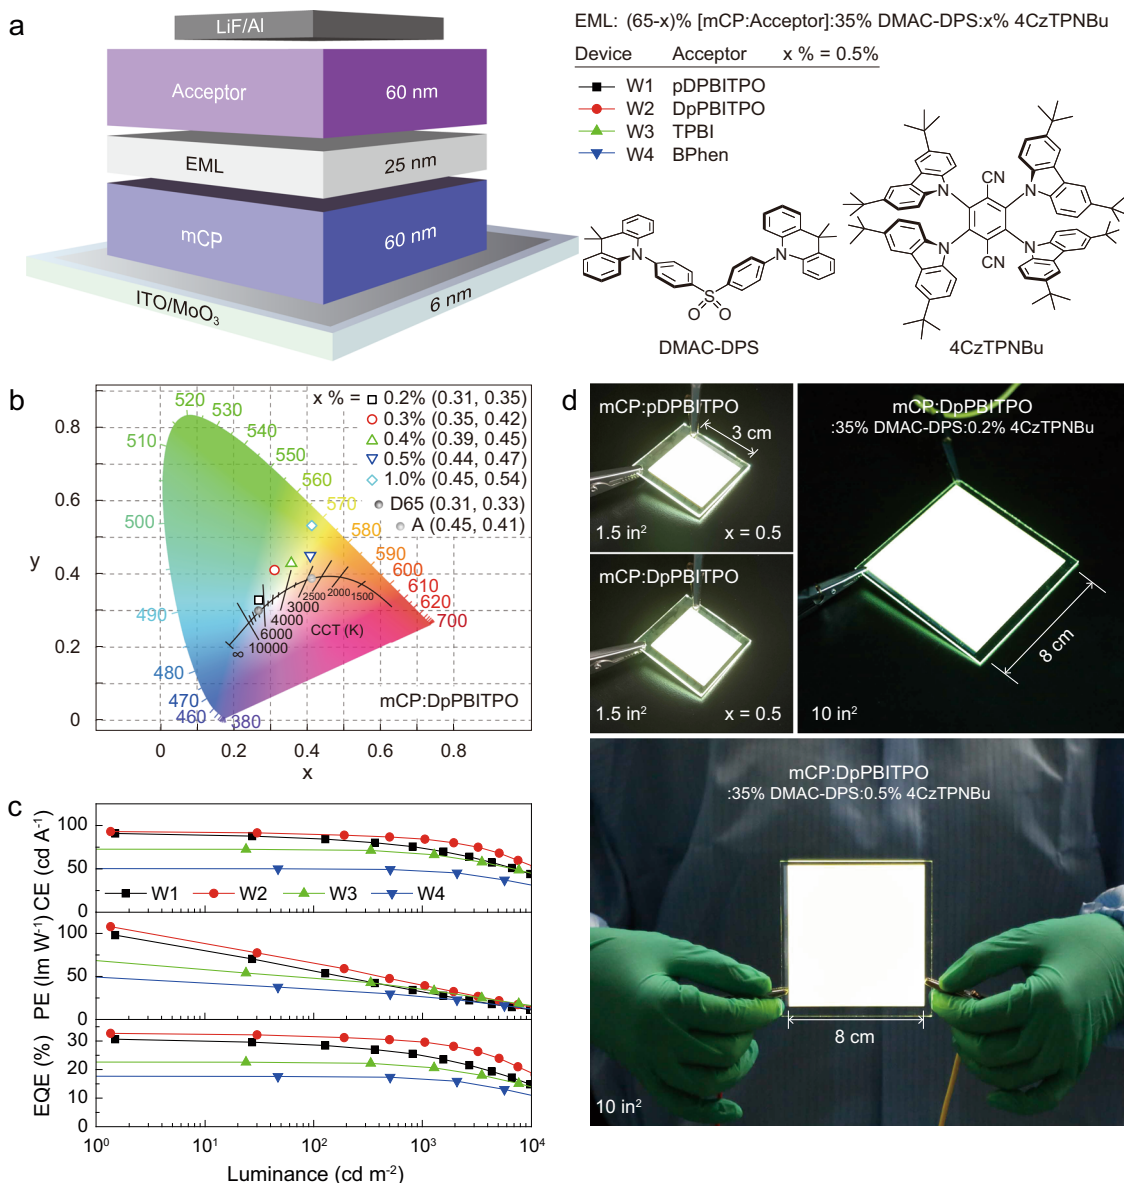 a
LiF/Al
Acceptor
60 nm
EML
25 nm
mCP
60 nm
ITO/MoO₃
6 nm
EML: (65-x)% [mCP:Acceptor]:35% DMAC-DPS:x% 4CzTPNBu
Device Acceptor x % = 0.5%
W1 pDPBITPO
W2 DpPBITPO
W3 TPBI
W4 BPhen
N
N
S
O O
DMAC-DPS
CN
N
N
N
N
CN
4CzTPNBu
b
x % =
0.2% (0.31, 0.35)
0.3% (0.35, 0.42)
0.4% (0.39, 0.45)
0.5% (0.44, 0.47)
1.0% (0.45, 0.54)
D65 (0.31, 0.33)
A (0.45, 0.41)
520
530
510
540
550
560
570
500
580
590
600
610
620
700
490
480
470
460
380
2500
2000
1500
3000
4000
6000
10000
∞
CCT (K)
mCP:DpPBITPO
0.8
0.6
0.4
0.2
0
y
0 0.2 0.4 0.6 0.8
x
c
100
50
0
CE (cd A⁻¹)
W1 W2 W3 W4
100
50
0
PE (lm W⁻¹)
30
20
10
0
EQE (%)
10⁰ 10¹ 10² 10³ 10⁴
Luminance (cd m⁻²)
d
mCP:pDPBITPO
3 cm
1.5 in²
x = 0.5
mCP:DpPBITPO
1.5 in²
x = 0.5
mCP:DpPBITPO
:35% DMAC-DPS:0.2% 4CzTPNBu
8 cm
10 in²
mCP:DpPBITPO
:35% DMAC-DPS:0.5% 4CzTPNBu
8 cm
10 in²